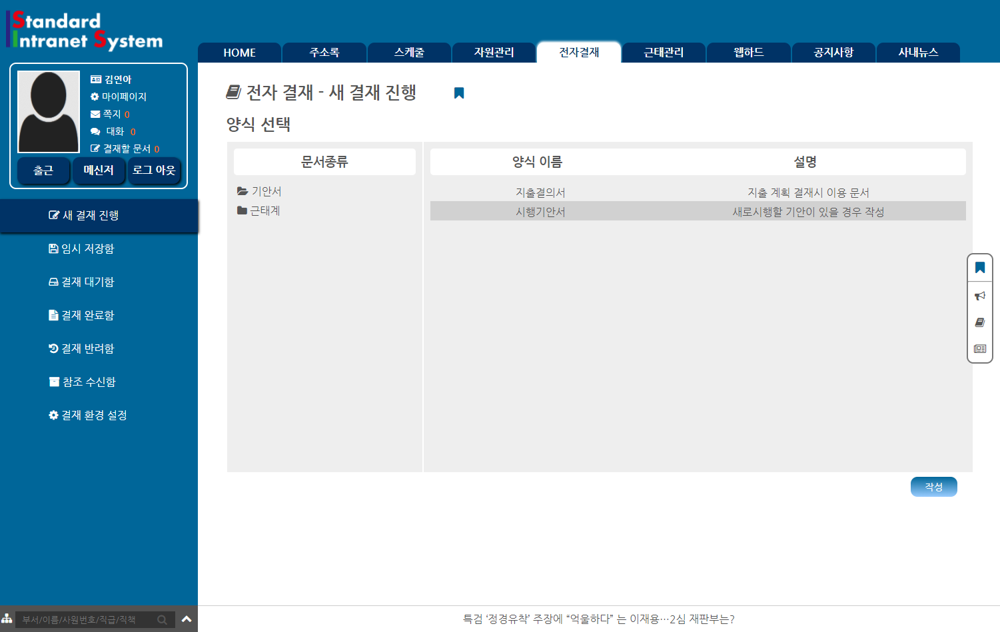 Standard
Intranet System
HOME
주소록
스케줄
자원관리
전자결재
근태관리
웹하드
공지사항
사내뉴스
김연아
마이페이지
쪽지 0
대화 0
결재할 문서 0
출근
메신저
로그 아웃
새 결재 진행
임시 저장함
결재 대기함
결재 완료함
결재 반려함
참조 수신함
결재 환경 설정
부서/이름/사원번호/직급/직책
전자 결재 - 새 결재 진행
양식 선택
문서종류
기안서
근태계
양식 이름 설명
지출결의서 지출 계획 결재시 이용 문서
시행기안서 새로시행할 기안이 있을 경우 작성
작성
특검 ‘정경유착’ 주장에 “억울하다” 는 이재용…2심 재판부는?